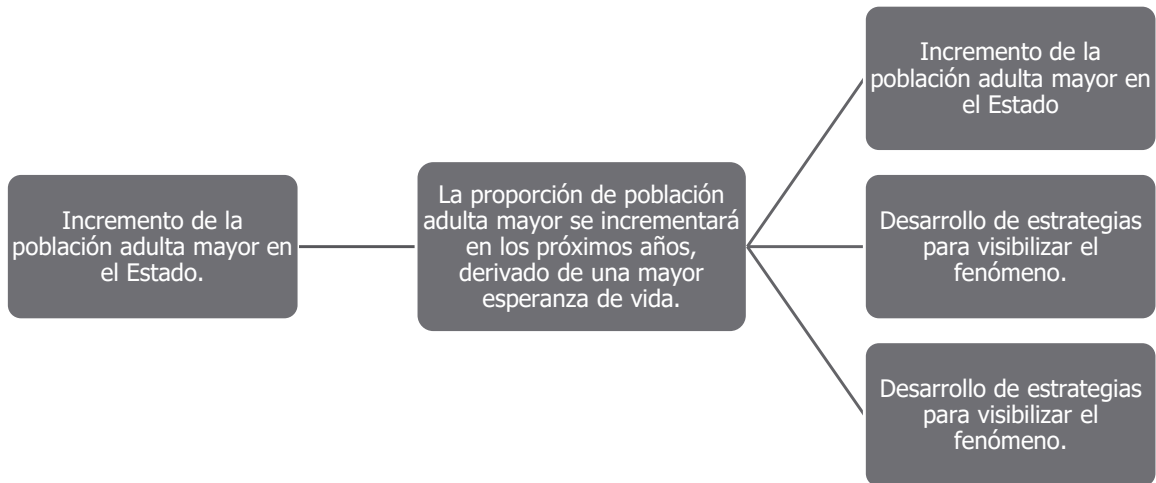 Incremento de la
población adulta mayor en
el Estado.
La proporción de población
adulta mayor se incrementará
en los próximos años,
derivado de una mayor
esperanza de vida.
Incremento de la
población adulta mayor en
el Estado
Desarrollo de estrategias
para visibilizar el
fenómeno.
Desarrollo de estrategias
para visibilizar el
fenómeno.